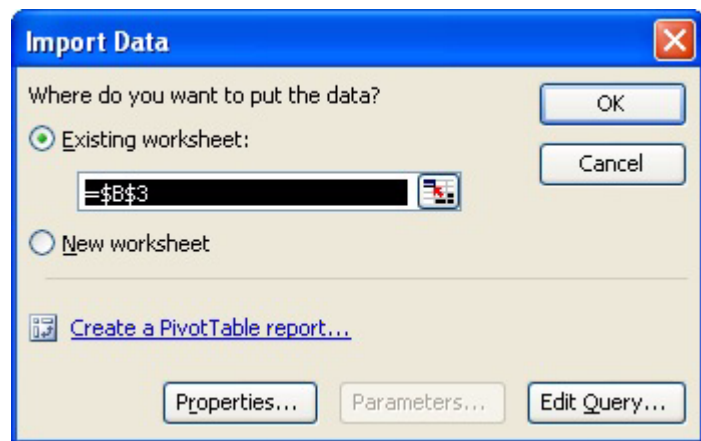 Import Data
Where do you want to put the data?
OK
Existing worksheet:
Cancel
=$B$3
New worksheet
Create a PivotTable report...
Properties...
Parameters...
Edit Query...